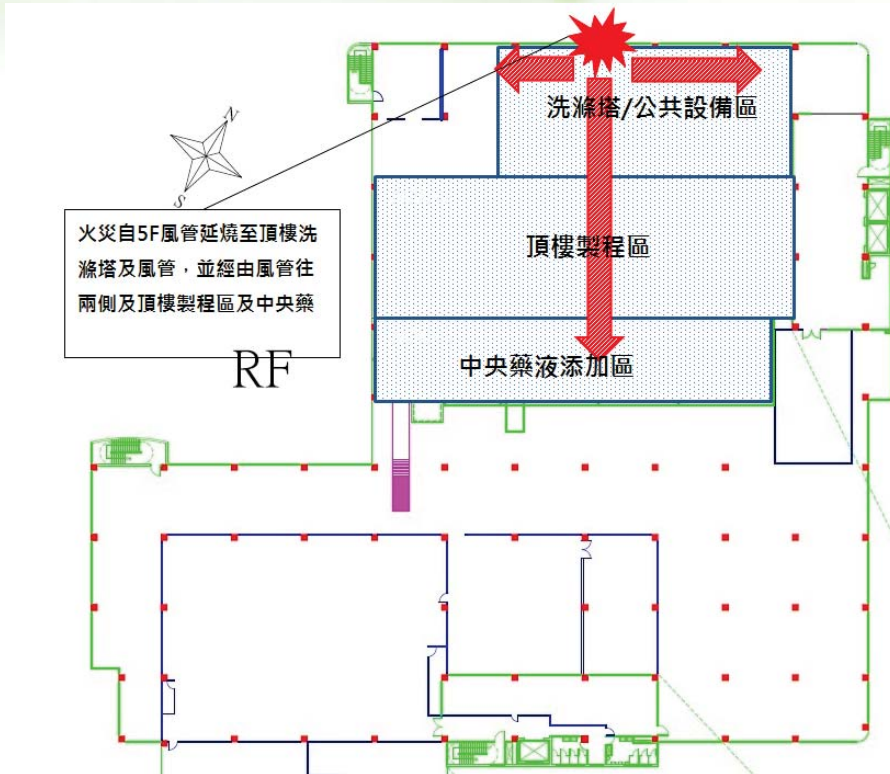 洗滌塔/公共設備區
N
S
火災自5F風管延燒至頂樓洗
滌塔及風管，並經由風管往
兩側及頂樓製程區及中央藥
頂樓製程區
RF
中央藥液添加區